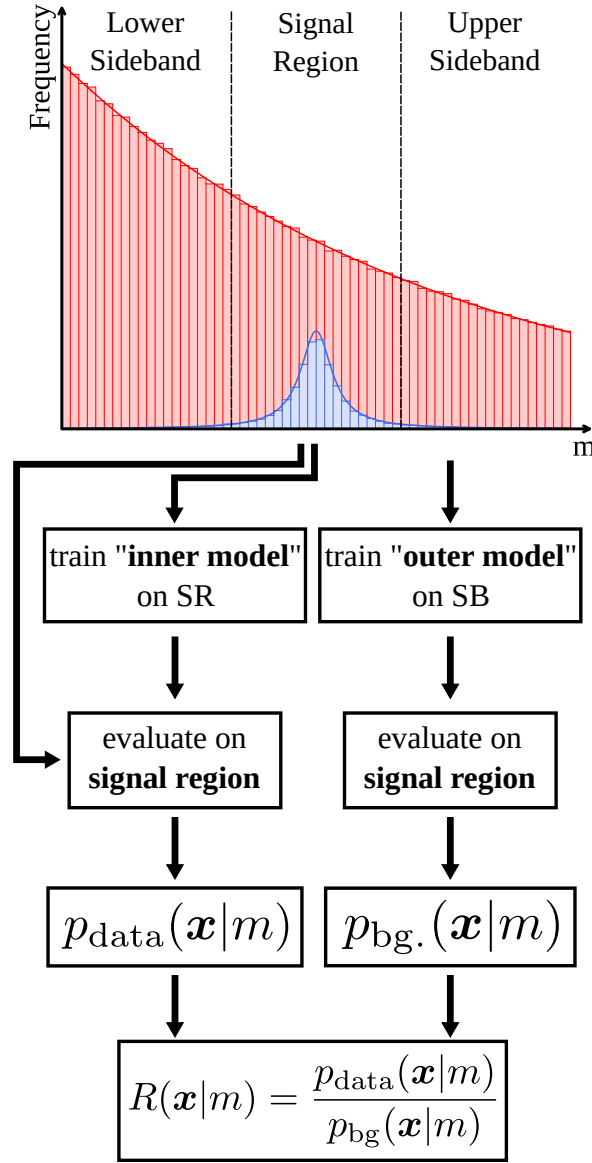 Lower Sideband
Signal Region
Upper Sideband
Frequency
m
train "inner model"
on SR
train "outer model"
on SB
evaluate on
signal region
evaluate on
signal region
p_data(x|m)
p_bg.(x|m)
R(x|m) = p_data(x|m) / p_bg(x|m)